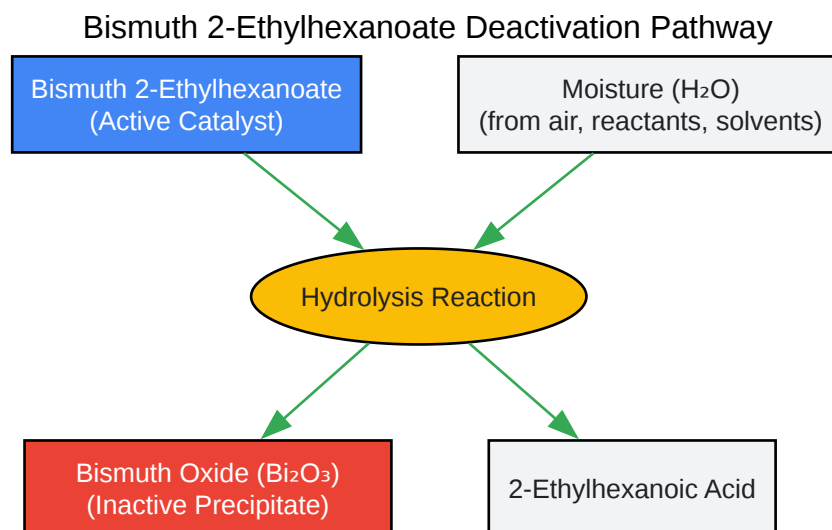 Bismuth 2-Ethylhexanoate Deactivation Pathway
Bismuth 2-Ethylhexanoate
(Active Catalyst)
Moisture (H₂O)
(from air, reactants, solvents)
Hydrolysis Reaction
Bismuth Oxide (Bi₂O₃)
(Inactive Precipitate)
2-Ethylhexanoic Acid